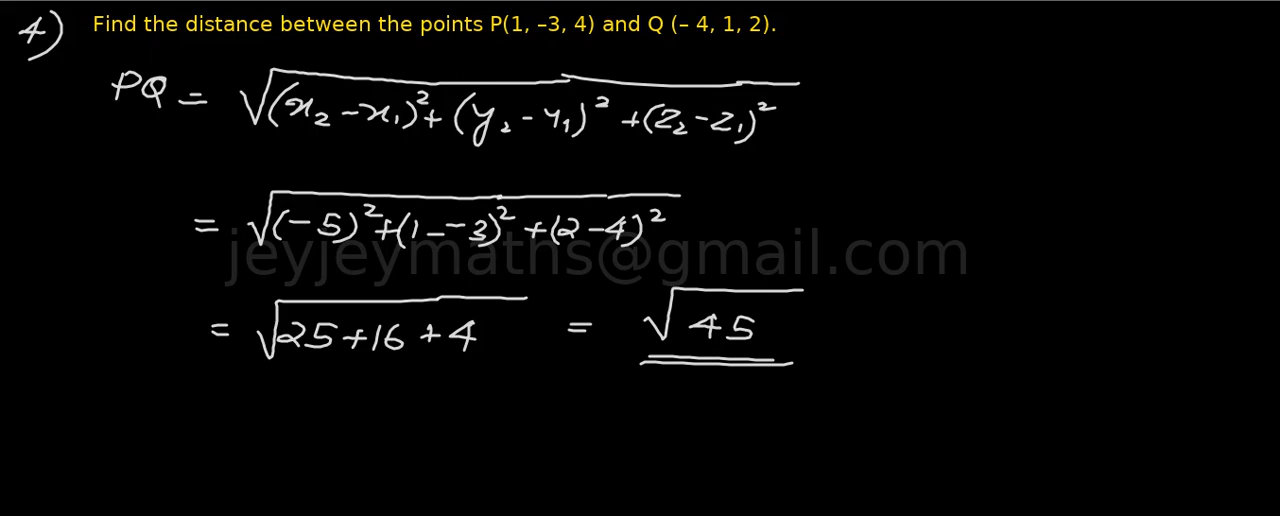 4) Find the distance between the points P(1, –3, 4) and Q (– 4, 1, 2).
PQ = √(x₂-x₁)²+(y₂-y₁)²+(z₂-z₁)²
= √(-5)²+(1--3)²+(2-4)²
jeyjeymaths@gmail.com
= √25+16+4 = √45